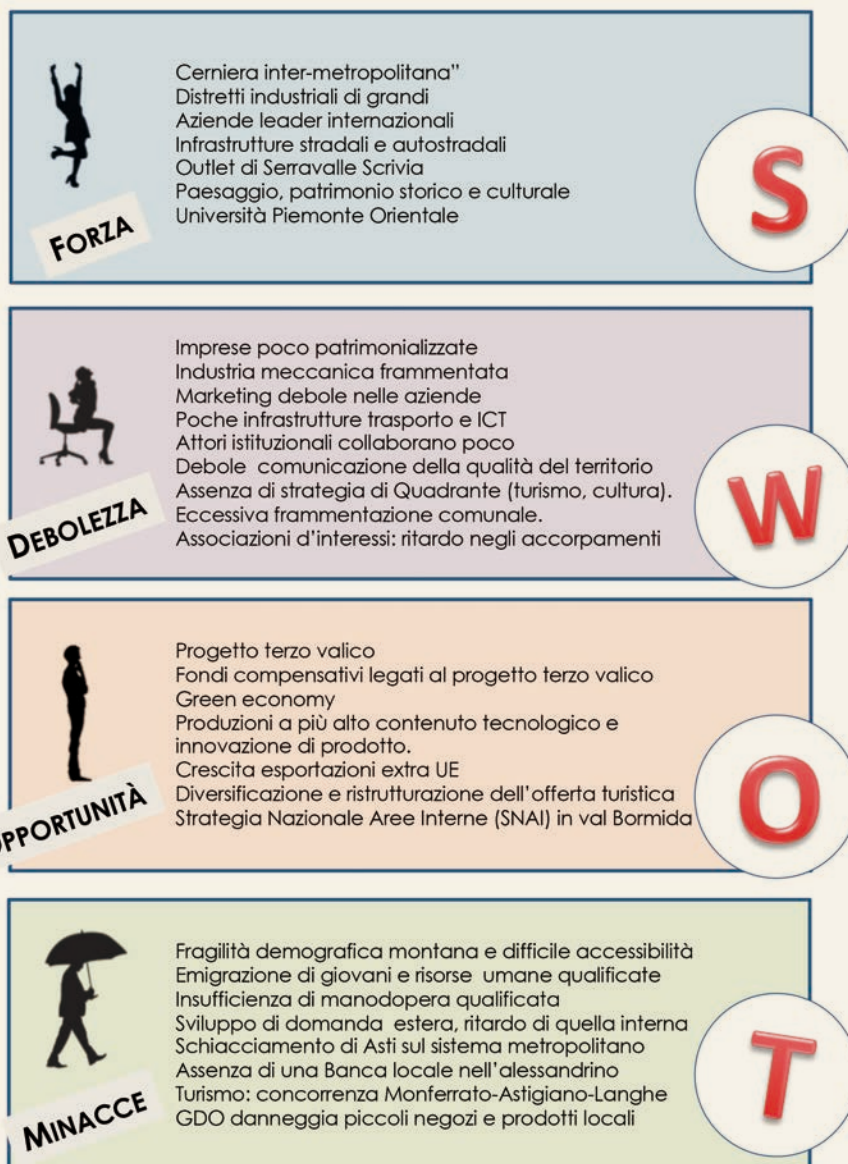 Cerniera inter-metropolitana”
Distretti industriali di grandi
Aziende leader internazionali
Infrastrutture stradali e autostradali
Outlet di Serravalle Scrivia
Paesaggio, patrimonio storico e culturale
Università Piemonte Orientale
FORZA
S
Imprese poco patrimonializzate
Industria meccanica frammentata
Marketing debole nelle aziende
Poche infrastrutture trasporto e ICT
Attori istituzionali collaborano poco
Debole comunicazione della qualità del territorio
Assenza di strategia di Quadrante (turismo, cultura).
Eccessiva frammentazione comunale.
Associazioni d’interessi: ritardo negli accorpamenti
DEBOLEZZA
W
Progetto terzo valico
Fondi compensativi legati al progetto terzo valico
Green economy
Produzioni a più alto contenuto tecnologico e
innovazione di prodotto.
Crescita esportazioni extra UE
Diversificazione e ristrutturazione dell’offerta turistica
Strategia Nazionale Aree Interne (SNAI) in val Bormida
OPPORTUNITÀ
O
Fragilità demografica montana e difficile accessibilità
Emigrazione di giovani e risorse umane qualificate
Insufficienza di manodopera qualificata
Sviluppo di domanda estera, ritardo di quella interna
Schiacciamento di Asti sul sistema metropolitano
Assenza di una Banca locale nell’alessandrino
Turismo: concorrenza Monferrato-Astigiano-Langhe
GDO danneggia piccoli negozi e prodotti locali
MINACCE
T